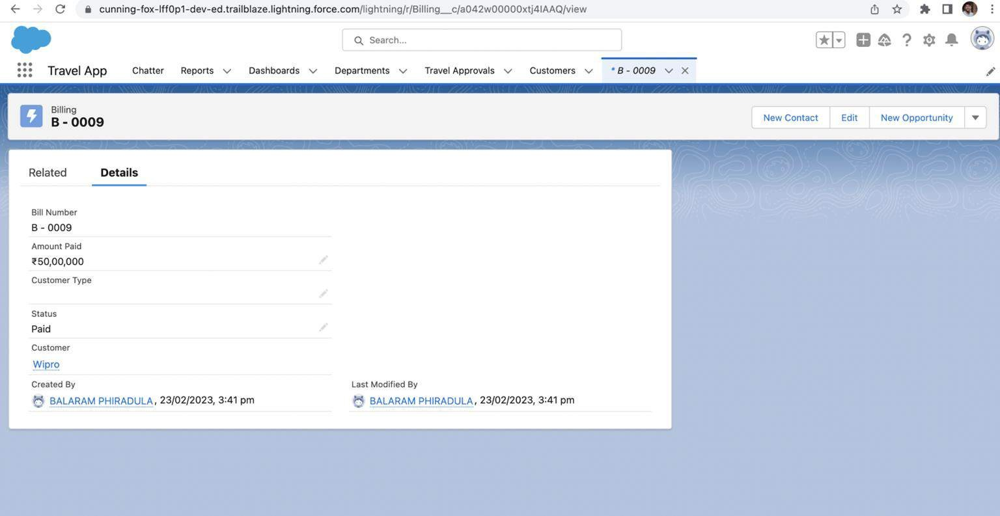 cunning-fox-lff0p1-dev-ed.trailblaze.lightning.force.com/lightning/r/Billing__c/a042w00000xtj4IAAQ/view
Search...
Travel App Chatter Reports Dashboards Departments Travel Approvals Customers * B - 0009
Billing
B - 0009
New Contact Edit New Opportunity
Related Details
Bill Number
B - 0009
Amount Paid
₹50,00,000
Customer Type
Status
Paid
Customer
Wipro
Created By Last Modified By
BALARAM PHIRADULA, 23/02/2023, 3:41 pm BALARAM PHIRADULA, 23/02/2023, 3:41 pm